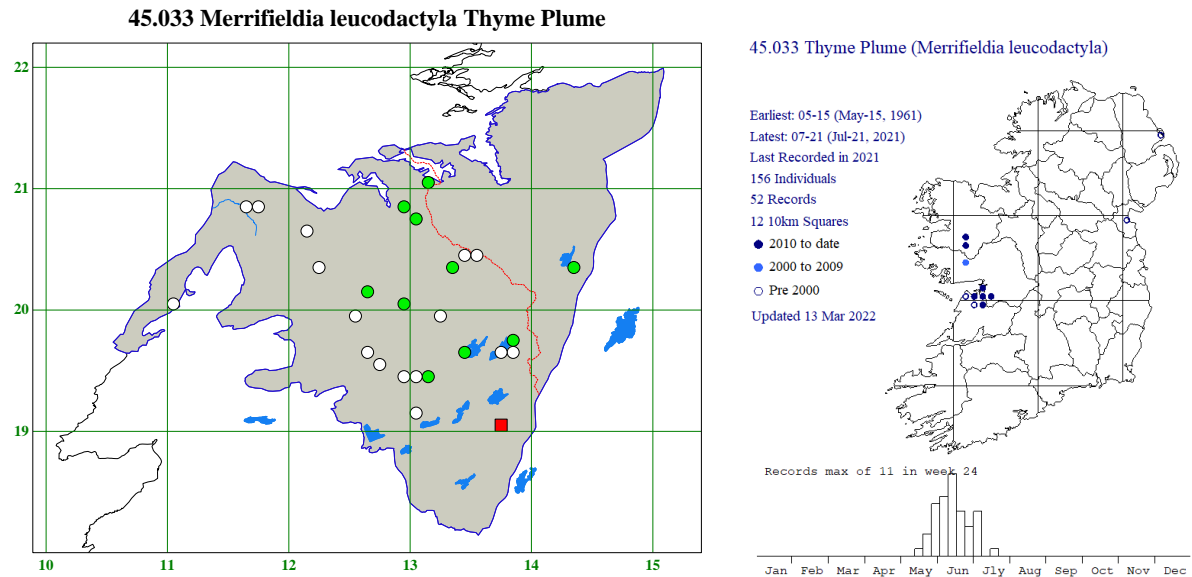 45.033 Merrifieldia leucodactyla Thyme Plume
22
21
20
19
10 11 12 13 14 15
45.033 Thyme Plume (Merrifieldia leucodactyla)
Earliest: 05-15 (May-15, 1961)
Latest: 07-21 (Jul-21, 2021)
Last Recorded in 2021
156 Individuals
52 Records
12 10km Squares
2010 to date
2000 to 2009
Pre 2000
Updated 13 Mar 2022
Records max of 11 in week 24
Jan Feb Mar Apr May Jun Jly Aug Sep Oct Nov Dec